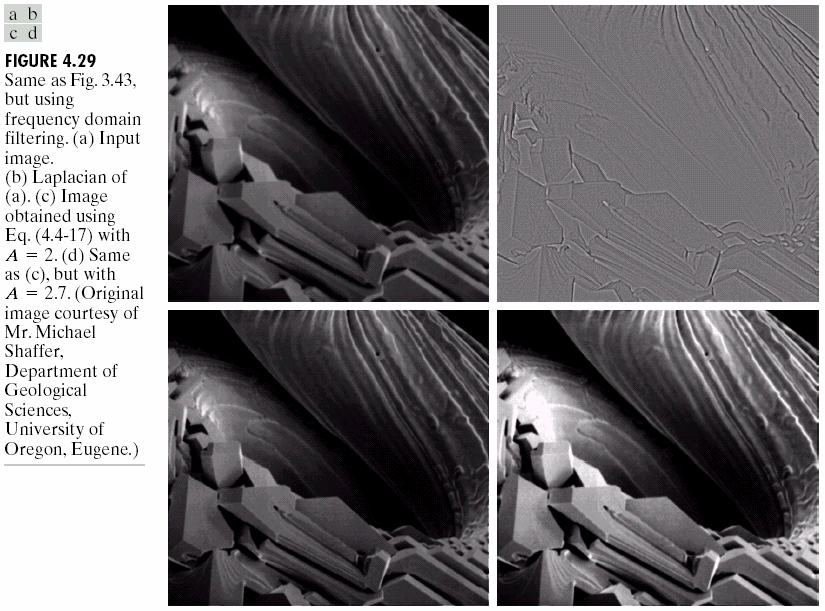 a b
c d
FIGURE 4.29
Same as Fig. 3.43,
but using
frequency domain
filtering. (a) Input
image.
(b) Laplacian of
(a). (c) Image
obtained using
Eq. (4.4-17) with
A = 2. (d) Same
as (c), but with
A = 2.7. (Original
image courtesy of
Mr. Michael
Shaffer,
Department of
Geological
Sciences,
University of
Oregon, Eugene.)